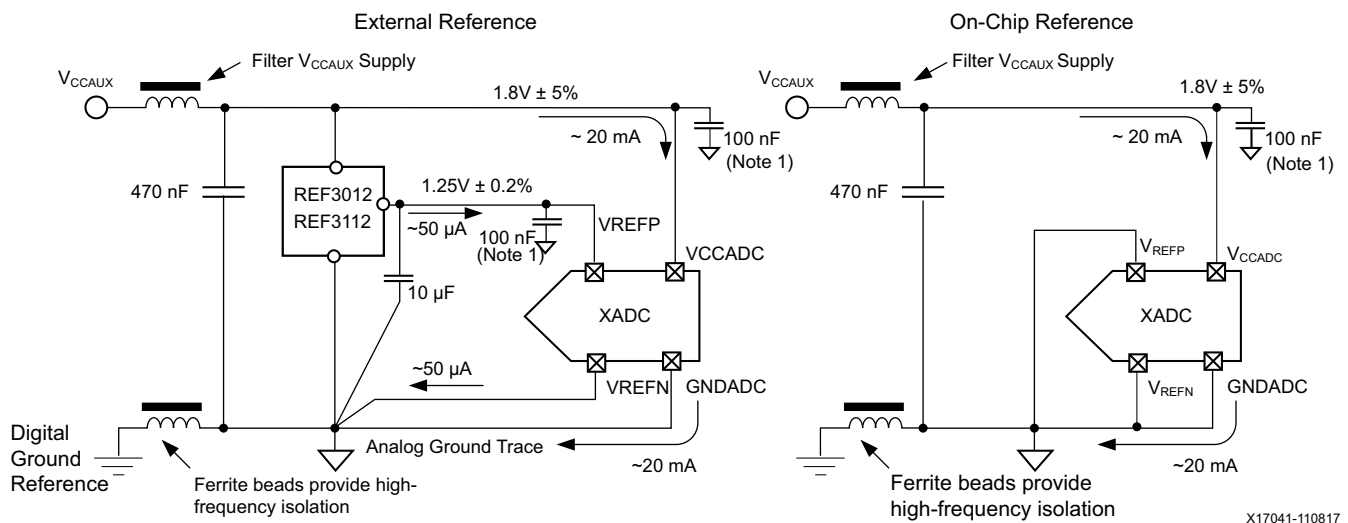 External Reference
Filter VCCAUX Supply
VCCAUX
1.8V ± 5%
~ 20 mA
100 nF
(Note 1)
470 nF
REF3012
REF3112
1.25V ± 0.2%
~50 µA
100 nF
(Note 1)
VREFP
VCCADC
10 µF
XADC
~50 µA
VREFN
GNDADC
Digital
Ground
Reference
Analog Ground Trace
~20 mA
Ferrite beads provide high-
frequency isolation
On-Chip Reference
Filter VCCAUX Supply
VCCAUX
1.8V ± 5%
~ 20 mA
100 nF
(Note 1)
470 nF
VREFP
VCCADC
XADC
VREFN
GNDADC
~20 mA
Ferrite beads provide
high-frequency isolation
X17041-110817